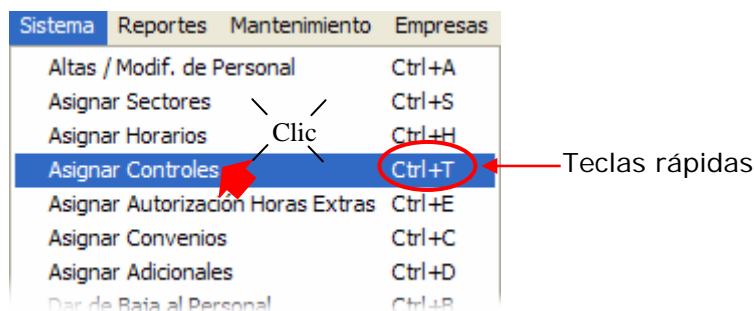 Sistema Reportes Mantenimiento Empresas
Altas / Modif. de Personal Ctrl+A
Asignar Sectores Ctrl+S
Asignar Horarios Clic Ctrl+H
Asignar Controles Ctrl+T Teclas rápidas
Asignar Autorización Horas Extras Ctrl+E
Asignar Convenios Ctrl+C
Asignar Adicionales Ctrl+D
Dar de Baja al Personal Ctrl+B